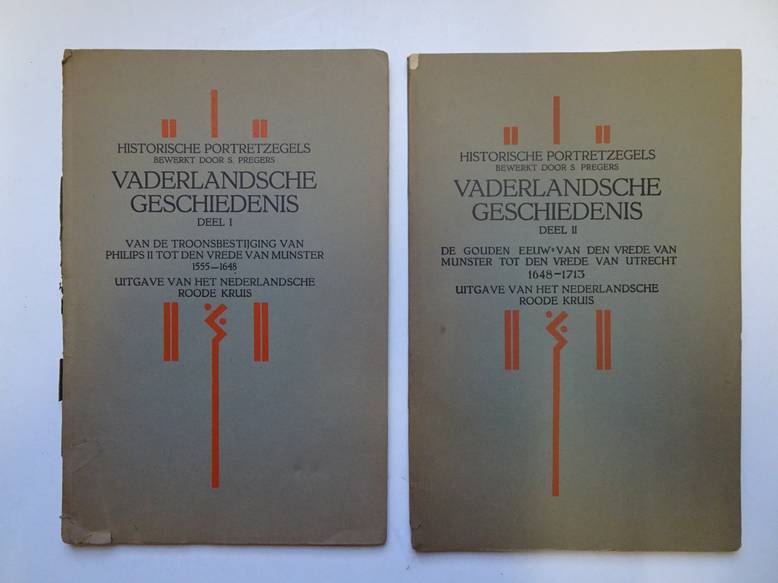 HISTORISCHE PORTRETZEGELS
BEWERKT DOOR S. PREGERS
VADERLANDSCHE
GESCHIEDENIS
DEEL I
VAN DE TROONSBESTIJGING VAN
PHILIPS II TOT DEN VREDE VAN MUNSTER
1555—1648
UITGAVE VAN HET NEDERLANDSCHE
ROODE KRUIS
HISTORISCHE PORTRETZEGELS
BEWERKT DOOR S. PREGERS
VADERLANDSCHE
GESCHIEDENIS
DEEL II
DE GOUDEN EEUW • VAN DEN VREDE VAN
MUNSTER TOT DEN VREDE VAN UTRECHT
1648—1713
UITGAVE VAN HET NEDERLANDSCHE
ROODE KRUIS